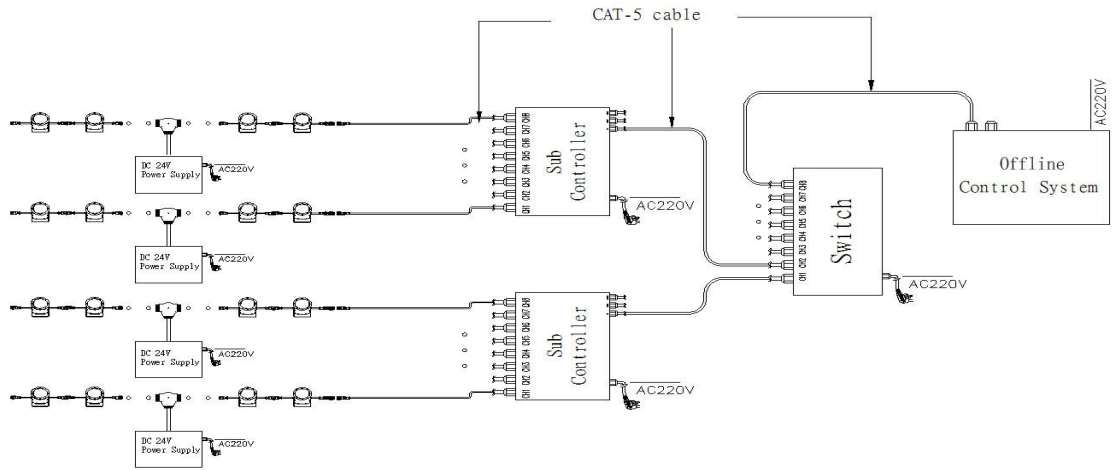 CAT-5 cable
AC220V
Offline
Control System
CH8
CH7
CH6
CH5
CH4
CH3
CH2
CH1
Sub
Controller
AC220V
DC 24V
Power Supply
AC220V
DC 24V
Power Supply
AC220V
CH8
CH7
CH6
CH5
CH4
CH3
CH2
CH1
Switch
AC220V
CH8
CH7
CH6
CH5
CH4
CH3
CH2
CH1
Sub
Controller
AC220V
DC 24V
Power Supply
AC220V
DC 24V
Power Supply
AC220V